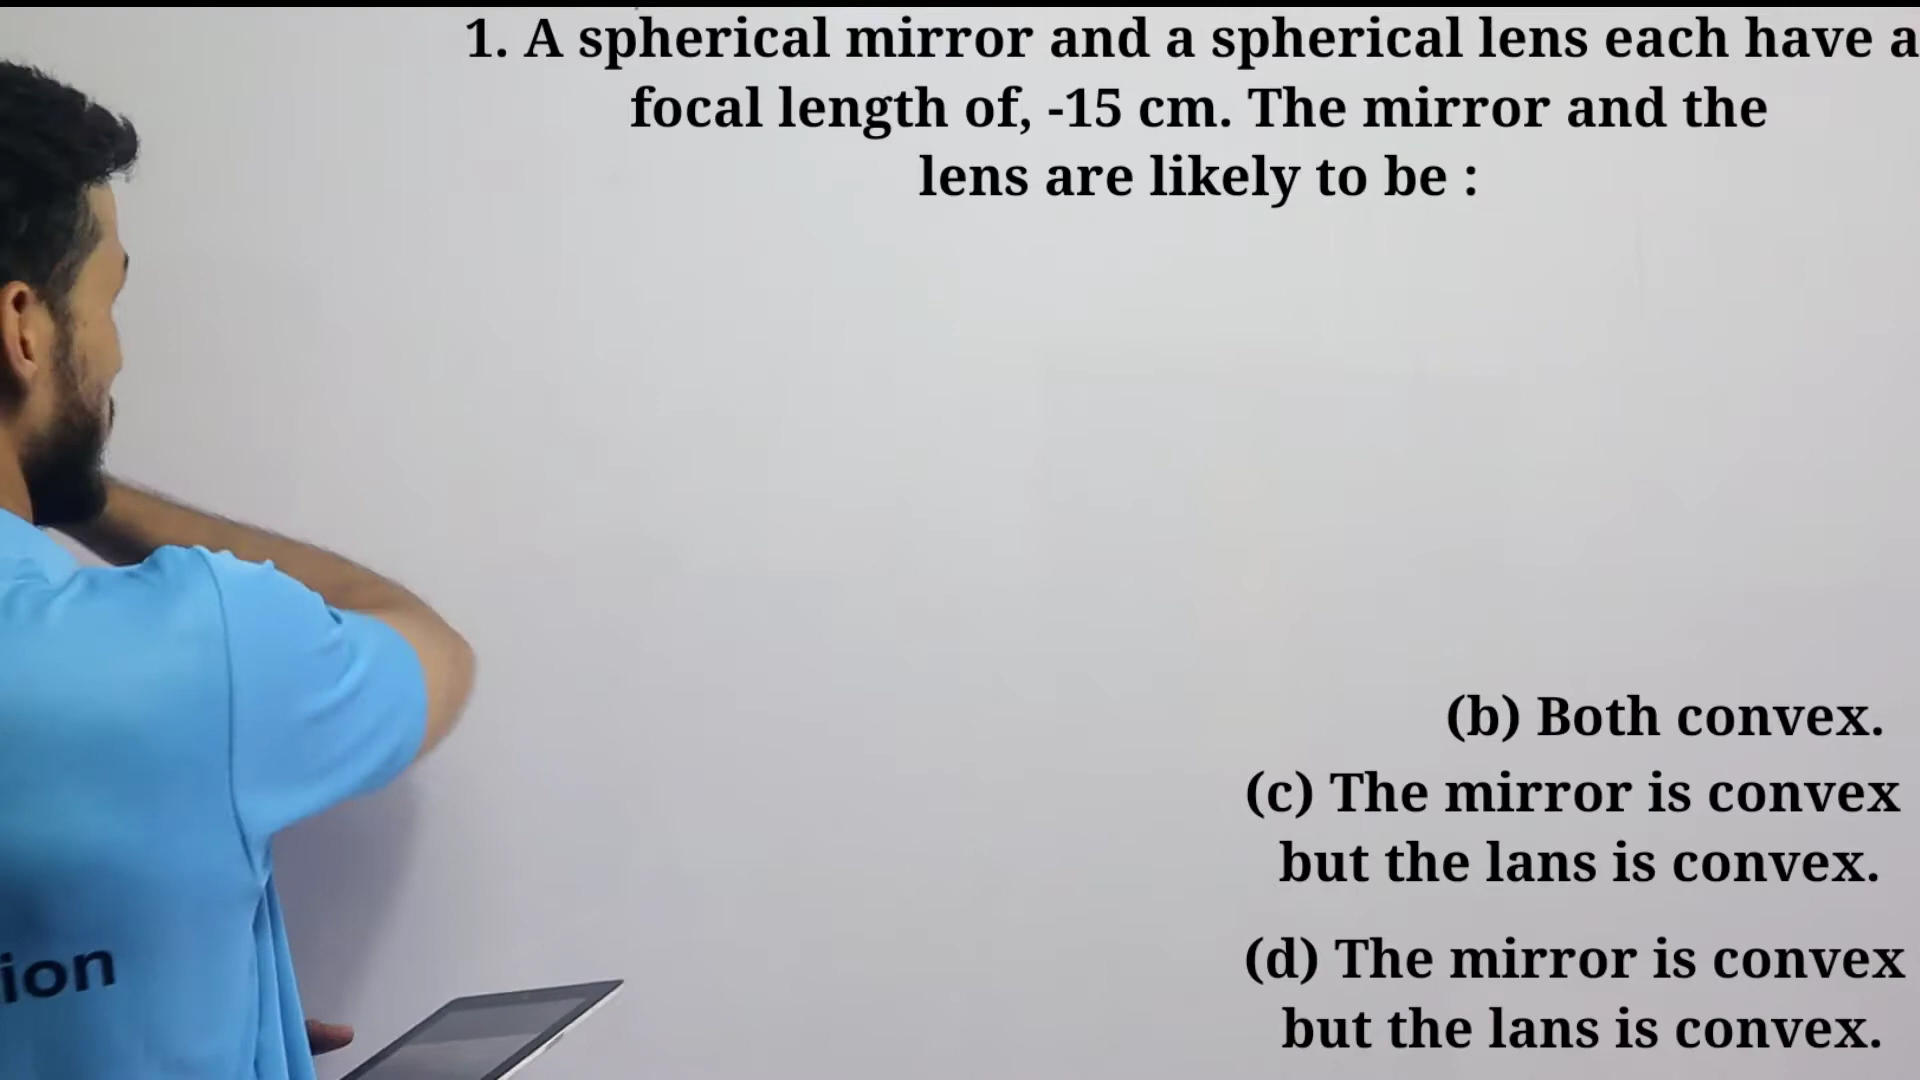 1. A spherical mirror and a spherical lens each have a
focal length of, -15 cm. The mirror and the
lens are likely to be :
(b) Both convex.
(c) The mirror is convex
but the lans is convex.
(d) The mirror is convex
but the lans is convex.
ion